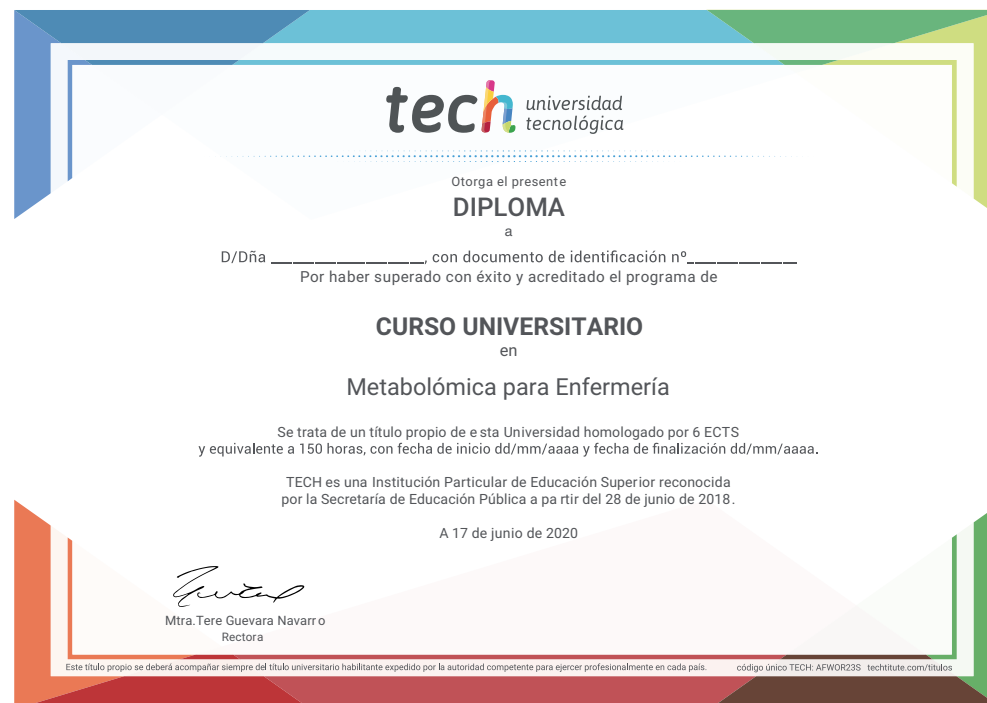 tech universidad
tecnológica
Otorga el presente
DIPLOMA
a
D/Dña ____________________, con documento de identificación nº______________
Por haber superado con éxito y acreditado el programa de
CURSO UNIVERSITARIO
en
Metabolómica para Enfermería
Se trata de un título propio de esta Universidad homologado por 6 ECTS
y equivalente a 150 horas, con fecha de inicio dd/mm/aaaa y fecha de finalización dd/mm/aaaa.
TECH es una Institución Particular de Educación Superior reconocida
por la Secretaría de Educación Pública a partir del 28 de junio de 2018.
A 17 de junio de 2020
Mtra.Tere Guevara Navarro
Rectora
Este título propio se deberá acompañar siempre del título universitario habilitante expedido por la autoridad competente para ejercer profesionalmente en cada país. código único TECH: AFWOR23S techtitute.com/titulos